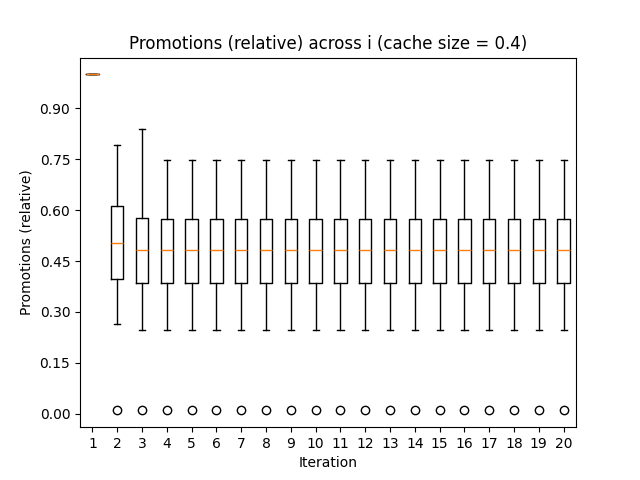 Promotions (relative) across i (cache size = 0.4)
Promotions (relative)
0.90
0.75
0.60
0.45
0.30
0.15
0.00
1 2 3 4 5 6 7 8 9 10 11 12 13 14 15 16 17 18 19 20
Iteration